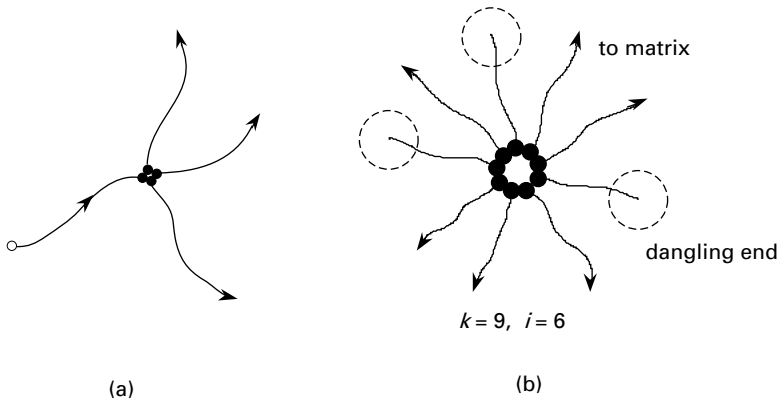 to matrix
dangling end
k = 9, i = 6
(a)
(b)